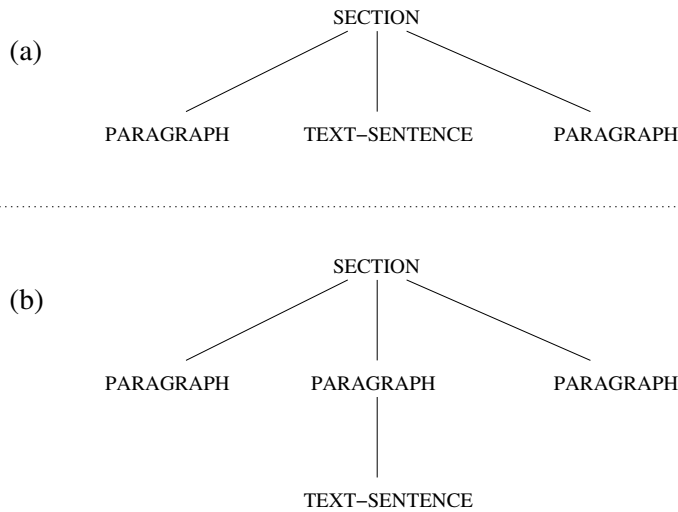 SECTION
(a)
PARAGRAPH TEXT–SENTENCE PARAGRAPH
SECTION
(b)
PARAGRAPH PARAGRAPH PARAGRAPH
TEXT–SENTENCE